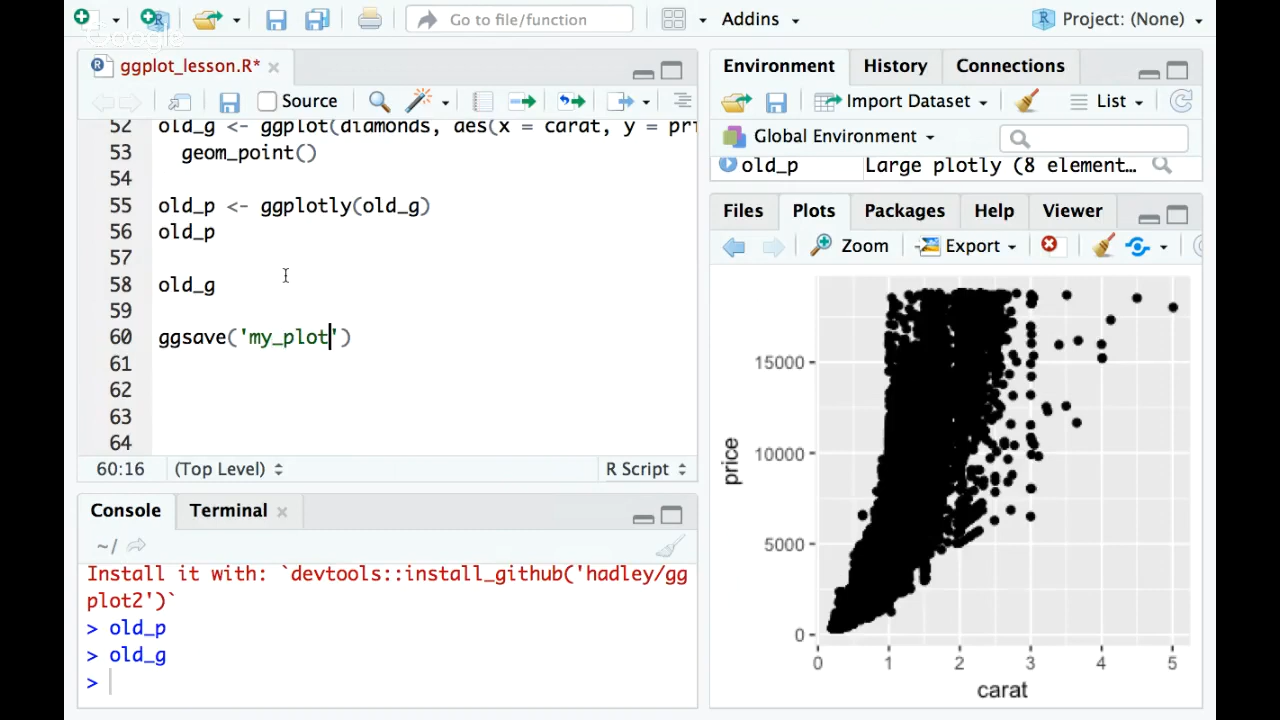 Go to file/function
Addins
Project: (None)
Google
ggplot_lesson.R*
Source
52 old_g <- ggplot(diamonds, aes(x = carat, y = pri
53 geom_point()
54
55 old_p <- ggplotly(old_g)
56 old_p
57
58 old_g
59
60 ggsave('my_plot')
61
62
63
64
60:16 (Top Level) R Script
Console Terminal
~/
Install it with: `devtools::install_github('hadley/gg
plot2')`
> old_p
> old_g
>
Environment History Connections
Import Dataset List
Global Environment
old_p Large plotly (8 element…
Files Plots Packages Help Viewer
Zoom Export
15000
10000
5000
0
price
0 1 2 3 4 5
carat